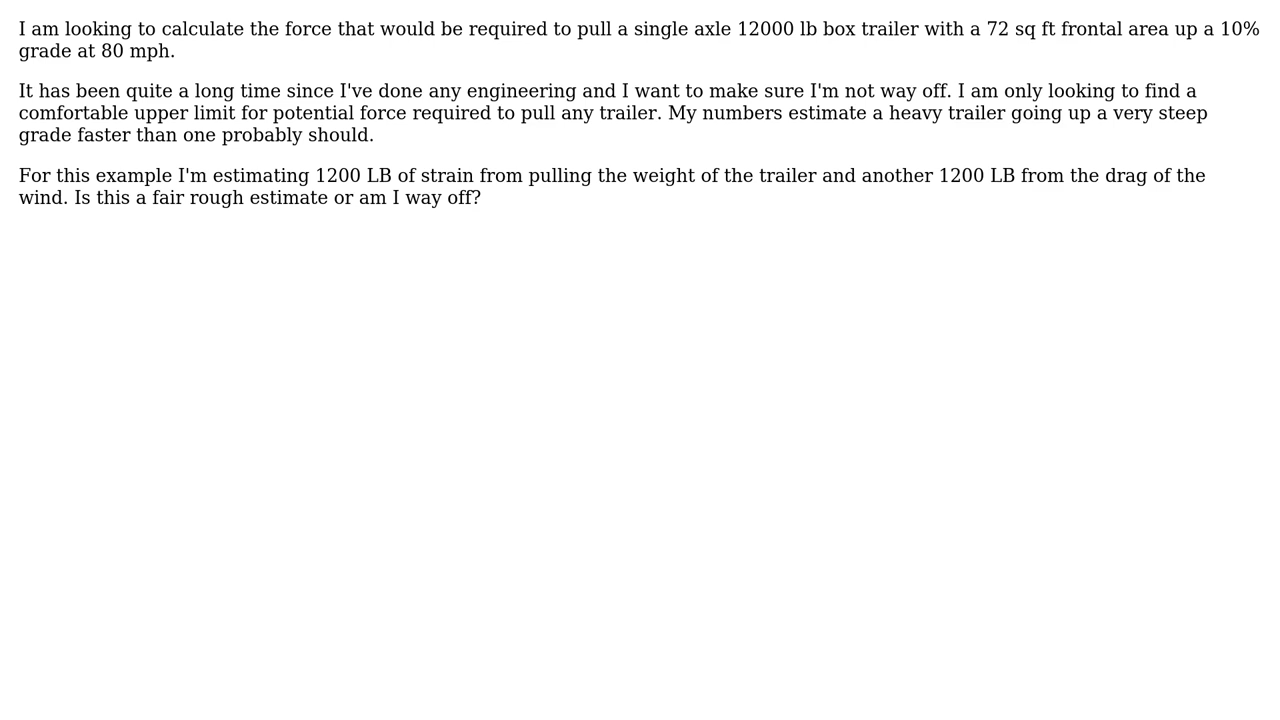 I am looking to calculate the force that would be required to pull a single axle 12000 lb box trailer with a 72 sq ft frontal area up a 10%
grade at 80 mph.
It has been quite a long time since I've done any engineering and I want to make sure I'm not way off. I am only looking to find a
comfortable upper limit for potential force required to pull any trailer. My numbers estimate a heavy trailer going up a very steep
grade faster than one probably should.
For this example I'm estimating 1200 LB of strain from pulling the weight of the trailer and another 1200 LB from the drag of the
wind. Is this a fair rough estimate or am I way off?